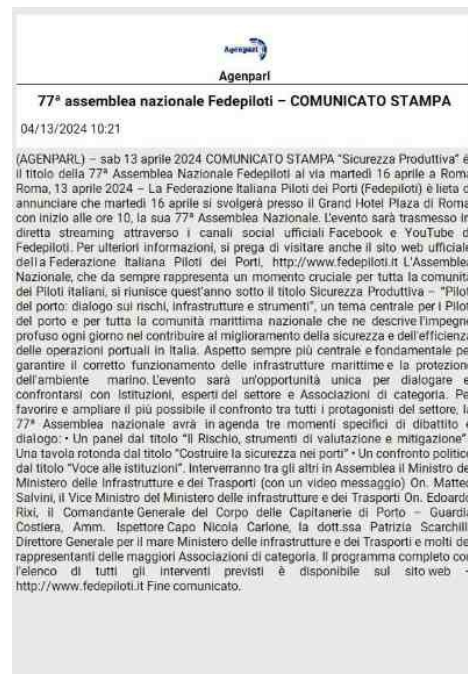 Agenparl
Agenparl
77ª assemblea nazionale Fedepiloti – COMUNICATO STAMPA
04/13/2024 10:21
(AGENPARL) – sab 13 aprile 2024 COMUNICATO STAMPA "Sicurezza Produttiva" è
il titolo della 77ª Assemblea Nazionale Fedepiloti al via martedì 16 aprile a Roma
Roma, 13 aprile 2024 – La Federazione Italiana Piloti dei Porti (Fedepiloti) è lieta d
annunciare che martedì 16 aprile si svolgerà presso il Grand Hotel Plaza di Roma
con inizio alle ore 10, la sua 77ª Assemblea Nazionale. L'evento sarà trasmesso in
diretta streaming attraverso i canali social ufficiali Facebook e YouTube d
Fedepiloti. Per ulteriori informazioni, si prega di visitare anche il sito web ufficiale
della Federazione Italiana Piloti dei Porti, http://www.fedepiloti.it L'Assemblea
Nazionale, che da sempre rappresenta un momento cruciale per tutta la comunità
dei Piloti italiani, si riunisce quest'anno sotto il titolo Sicurezza Produttiva – "Pilot
del porto: dialogo sui rischi, infrastrutture e strumenti", un tema centrale per i Pilot
del porto e per tutta la comunità marittima nazionale che ne descrive l'impegno
profuso ogni giorno nel contribuire al miglioramento della sicurezza e dell'efficienza
delle operazioni portuali in Italia. Aspetto sempre più centrale e fondamentale pe
garantire il corretto funzionamento delle infrastrutture marittime e la protezione
dell'ambiente marino. L'evento sarà un'opportunità unica per dialogare e
confrontarsi con Istituzioni, esperti del settore e Associazioni di categoria. Pe
favorire e ampliare il più possibile il confronto tra tutti i protagonisti del settore, la
77ª Assemblea nazionale avrà in agenda tre momenti specifici di dibattito e
dialogo: • Un panel dal titolo "Il Rischio, strumenti di valutazione e mitigazione"
Una tavola rotonda dal titolo "Costruire la sicurezza nei porti" • Un confronto politico
dal titolo "Voce alle istituzioni". Interverranno tra gli altri in Assemblea il Ministro de
Ministero delle Infrastrutture e dei Trasporti (con un video messaggio) On. Matteo
Salvini, il Vice Ministro del Ministero delle infrastrutture e dei Trasporti On. Edoardo
Rixi, il Comandante Generale del Corpo delle Capitanerie di Porto – Guardia
Costiera, Amm. Ispettore Capo Nicola Carlone, la dott.ssa Patrizia Scarchill
Direttore Generale per il mare Ministero delle infrastrutture e dei Trasporti e molti de
rappresentanti delle maggiori Associazioni di categoria. Il programma completo con
l'elenco di tutti gli interventi previsti è disponibile sul sito web -
http://www.fedepiloti.it Fine comunicato.